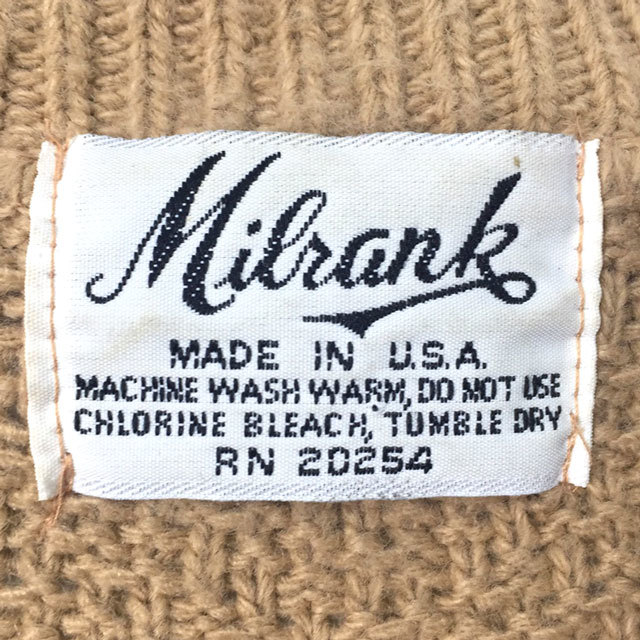 Milrank
MADE IN U.S.A.
MACHINE WASH WARM, DO NOT USE
CHLORINE BLEACH, TUMBLE DRY
RN 20254